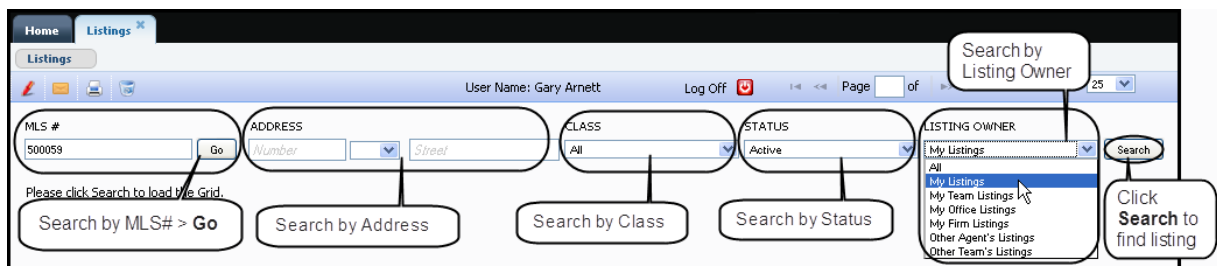 Home Listings
Listings
Search by
Listing Owner
User Name: Gary Arnett Log Off Page of 25
MLS # ADDRESS CLASS STATUS LISTING OWNER
500059 Go Number Street All Active My Listings Search
All
Please click Search to load the Grid.
My Listings
My Team Listings
My Office Listings
My Firm Listings
Other Agent's Listings
Other Team's Listings
Search by MLS# > Go
Search by Address
Search by Class
Search by Status
Click
Search to
find listing